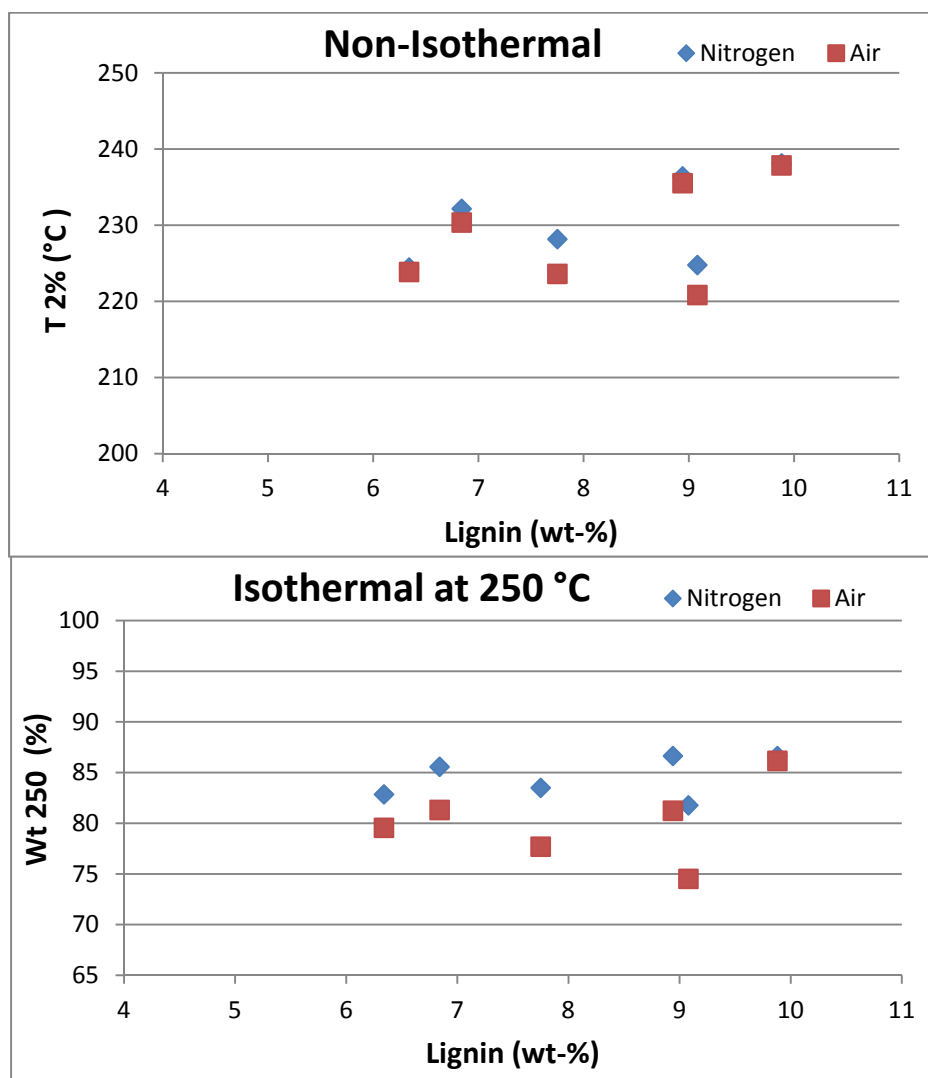 Non-Isothermal
Nitrogen Air
250
240
230
220
210
200
T 2% (°C )
4 5 6 7 8 9 10 11
Lignin (wt-%)
Isothermal at 250 °C
Nitrogen Air
100
95
90
85
80
75
70
65
Wt 250 (%)
4 5 6 7 8 9 10 11
Lignin (wt-%)